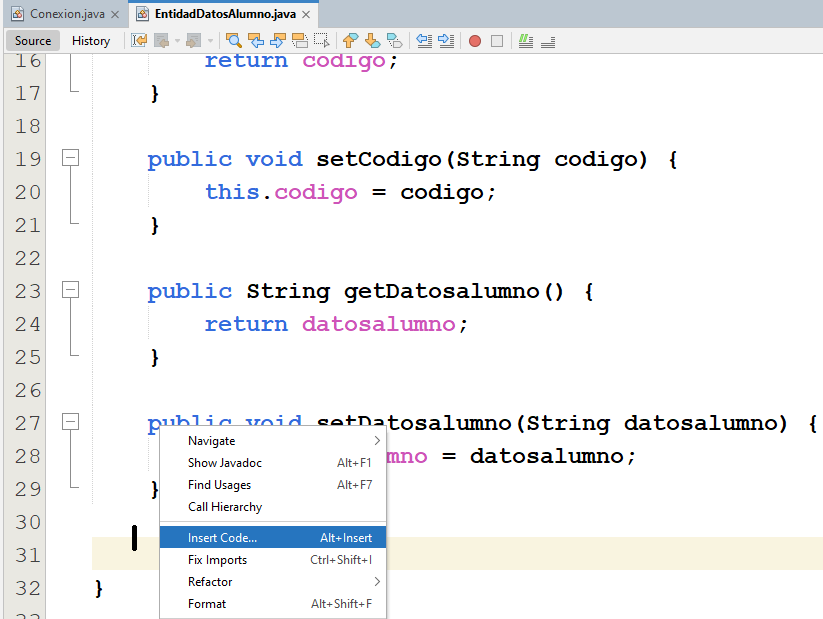 Conexion.java × EntidadDatosAlumno.java ×
Source History
16 return codigo;
17 }
18
19 public void setCodigo(String codigo) {
20 this.codigo = codigo;
21 }
22
23 public String getDatosalumno() {
24 return datosalumno;
25 }
26
27 public void setDatosalumno(String datosalumno) {
28 mno = datosalumno;
29 }
30
31
32 }
Navigate >
Show Javadoc Alt+F1
Find Usages Alt+F7
Call Hierarchy
Insert Code... Alt+Insert
Fix Imports Ctrl+Shift+I
Refactor >
Format Alt+Shift+F